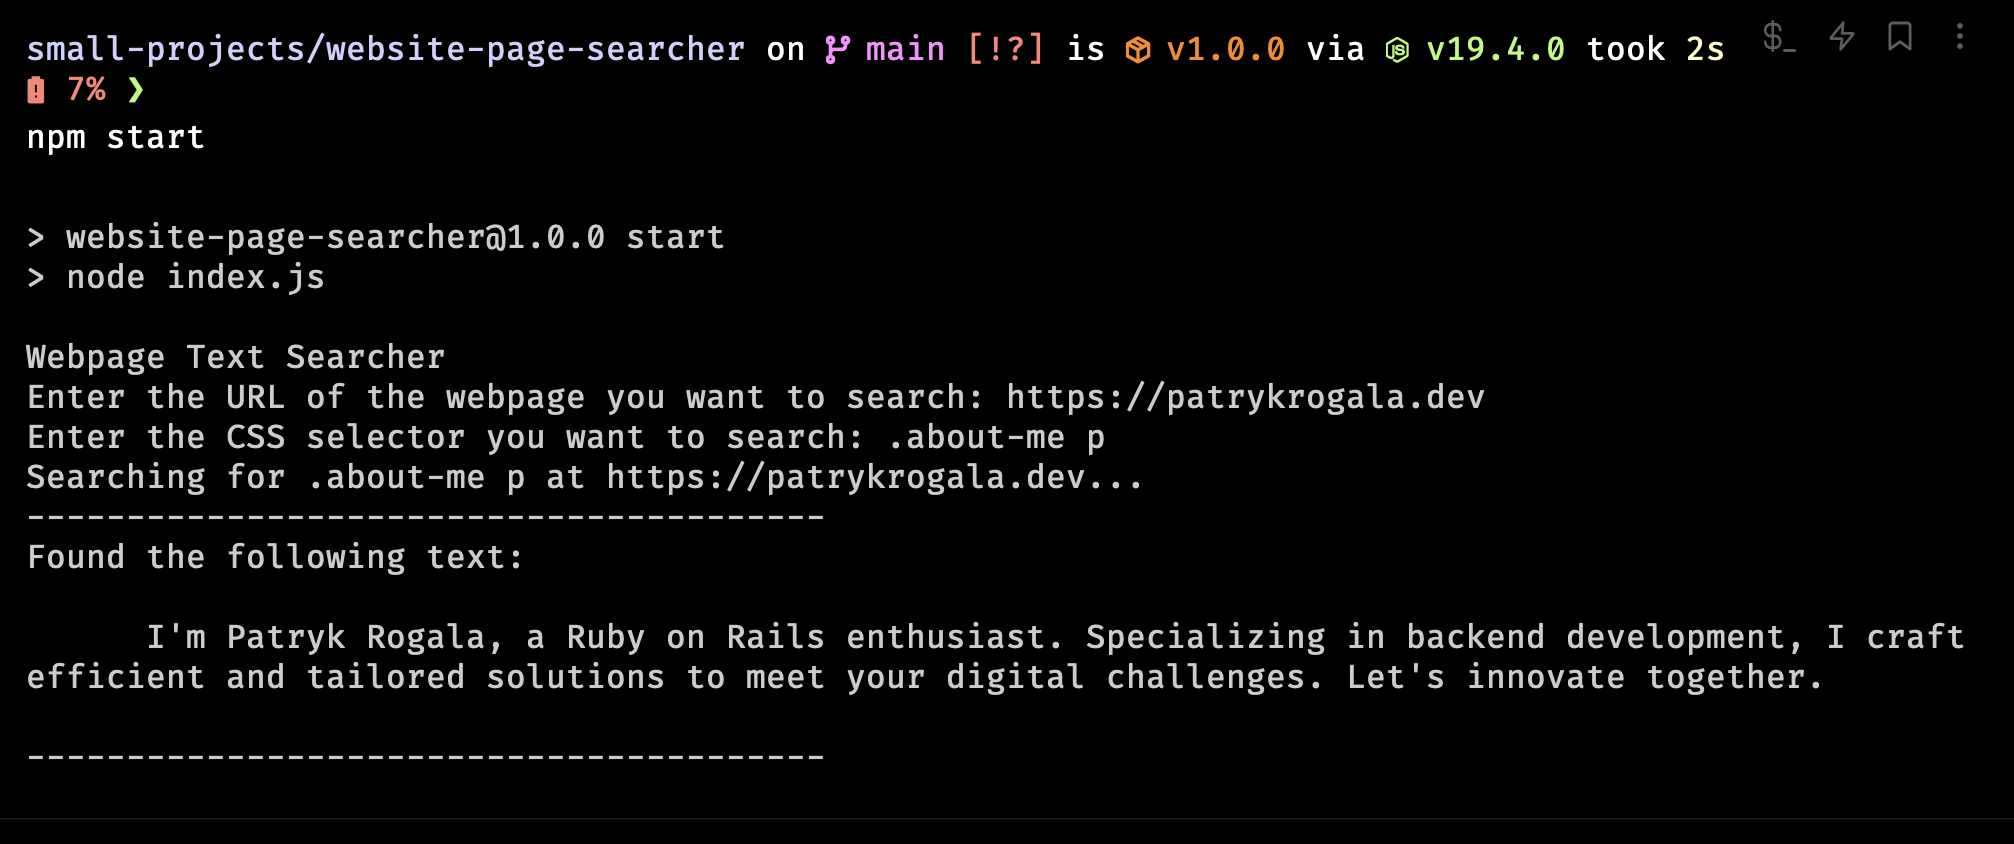 small-projects/website-page-searcher on main [!?] is v1.0.0 via v19.4.0 took 2s $_
7% ❯
npm start
> website-page-searcher@1.0.0 start
> node index.js
Webpage Text Searcher
Enter the URL of the webpage you want to search: https://patrykrogala.dev
Enter the CSS selector you want to search: .about-me p
Searching for .about-me p at https://patrykrogala.dev...
----------------------------------------
Found the following text:
I'm Patryk Rogala, a Ruby on Rails enthusiast. Specializing in backend development, I craft
efficient and tailored solutions to meet your digital challenges. Let's innovate together.
----------------------------------------